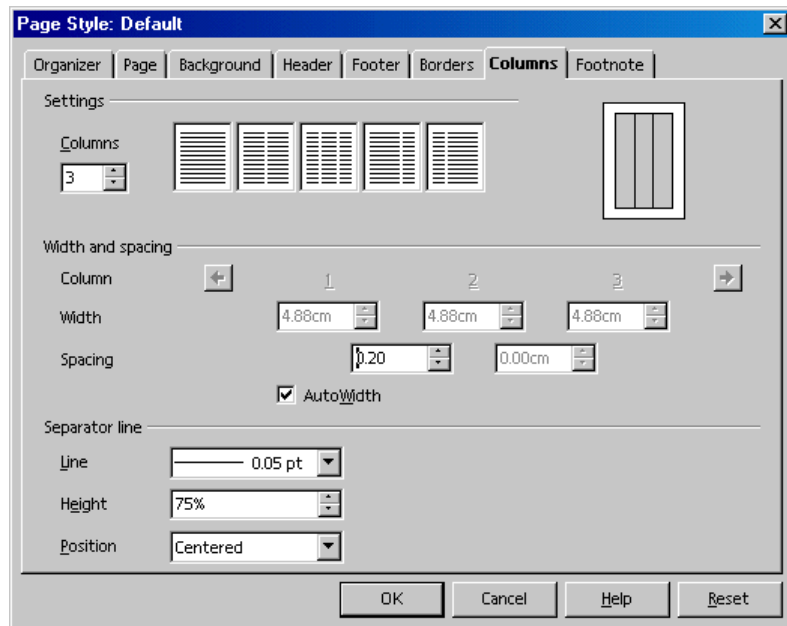 Page Style: Default
Organizer Page Background Header Footer Borders Columns Footnote
Settings
Columns
3
Width and spacing
Column 1 2 3
Width 4.88cm 4.88cm 4.88cm
Spacing 0.20 0.00cm
AutoWidth
Separator line
Line 0.05 pt
Height 75%
Position Centered
OK Cancel Help Reset